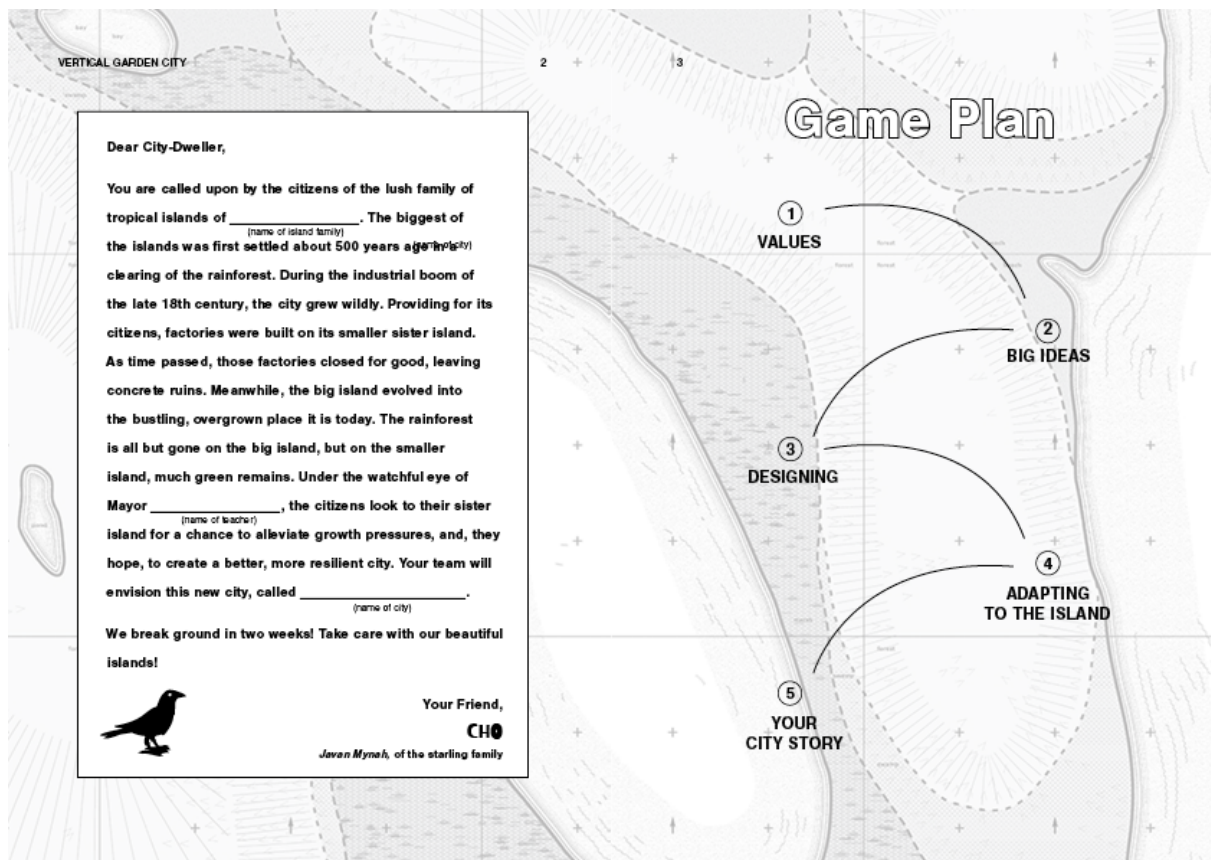 VERTICAL GARDEN CITY
2
3
Dear City-Dweller,
You are called upon by the citizens of the lush family of
tropical islands of ____________________. The biggest of
(name of island family)
the islands was first settled about 500 years ago in a
(name of city)
clearing of the rainforest. During the industrial boom of
the late 18th century, the city grew wildly. Providing for its
citizens, factories were built on its smaller sister island.
As time passed, those factories closed for good, leaving
concrete ruins. Meanwhile, the big island evolved into
the bustling, overgrown place it is today. The rainforest
is all but gone on the big island, but on the smaller
island, much green remains. Under the watchful eye of
Mayor ____________________, the citizens look to their sister
(name of teacher)
island for a chance to alleviate growth pressures, and, they
hope, to create a better, more resilient city. Your team will
envision this new city, called _________________________.
(name of city)
We break ground in two weeks! Take care with our beautiful
islands!
Your Friend,
CHO
Javan Mynah, of the starling family
Game Plan
1
VALUES
2
BIG IDEAS
3
DESIGNING
4
ADAPTING
TO THE ISLAND
5
YOUR
CITY STORY